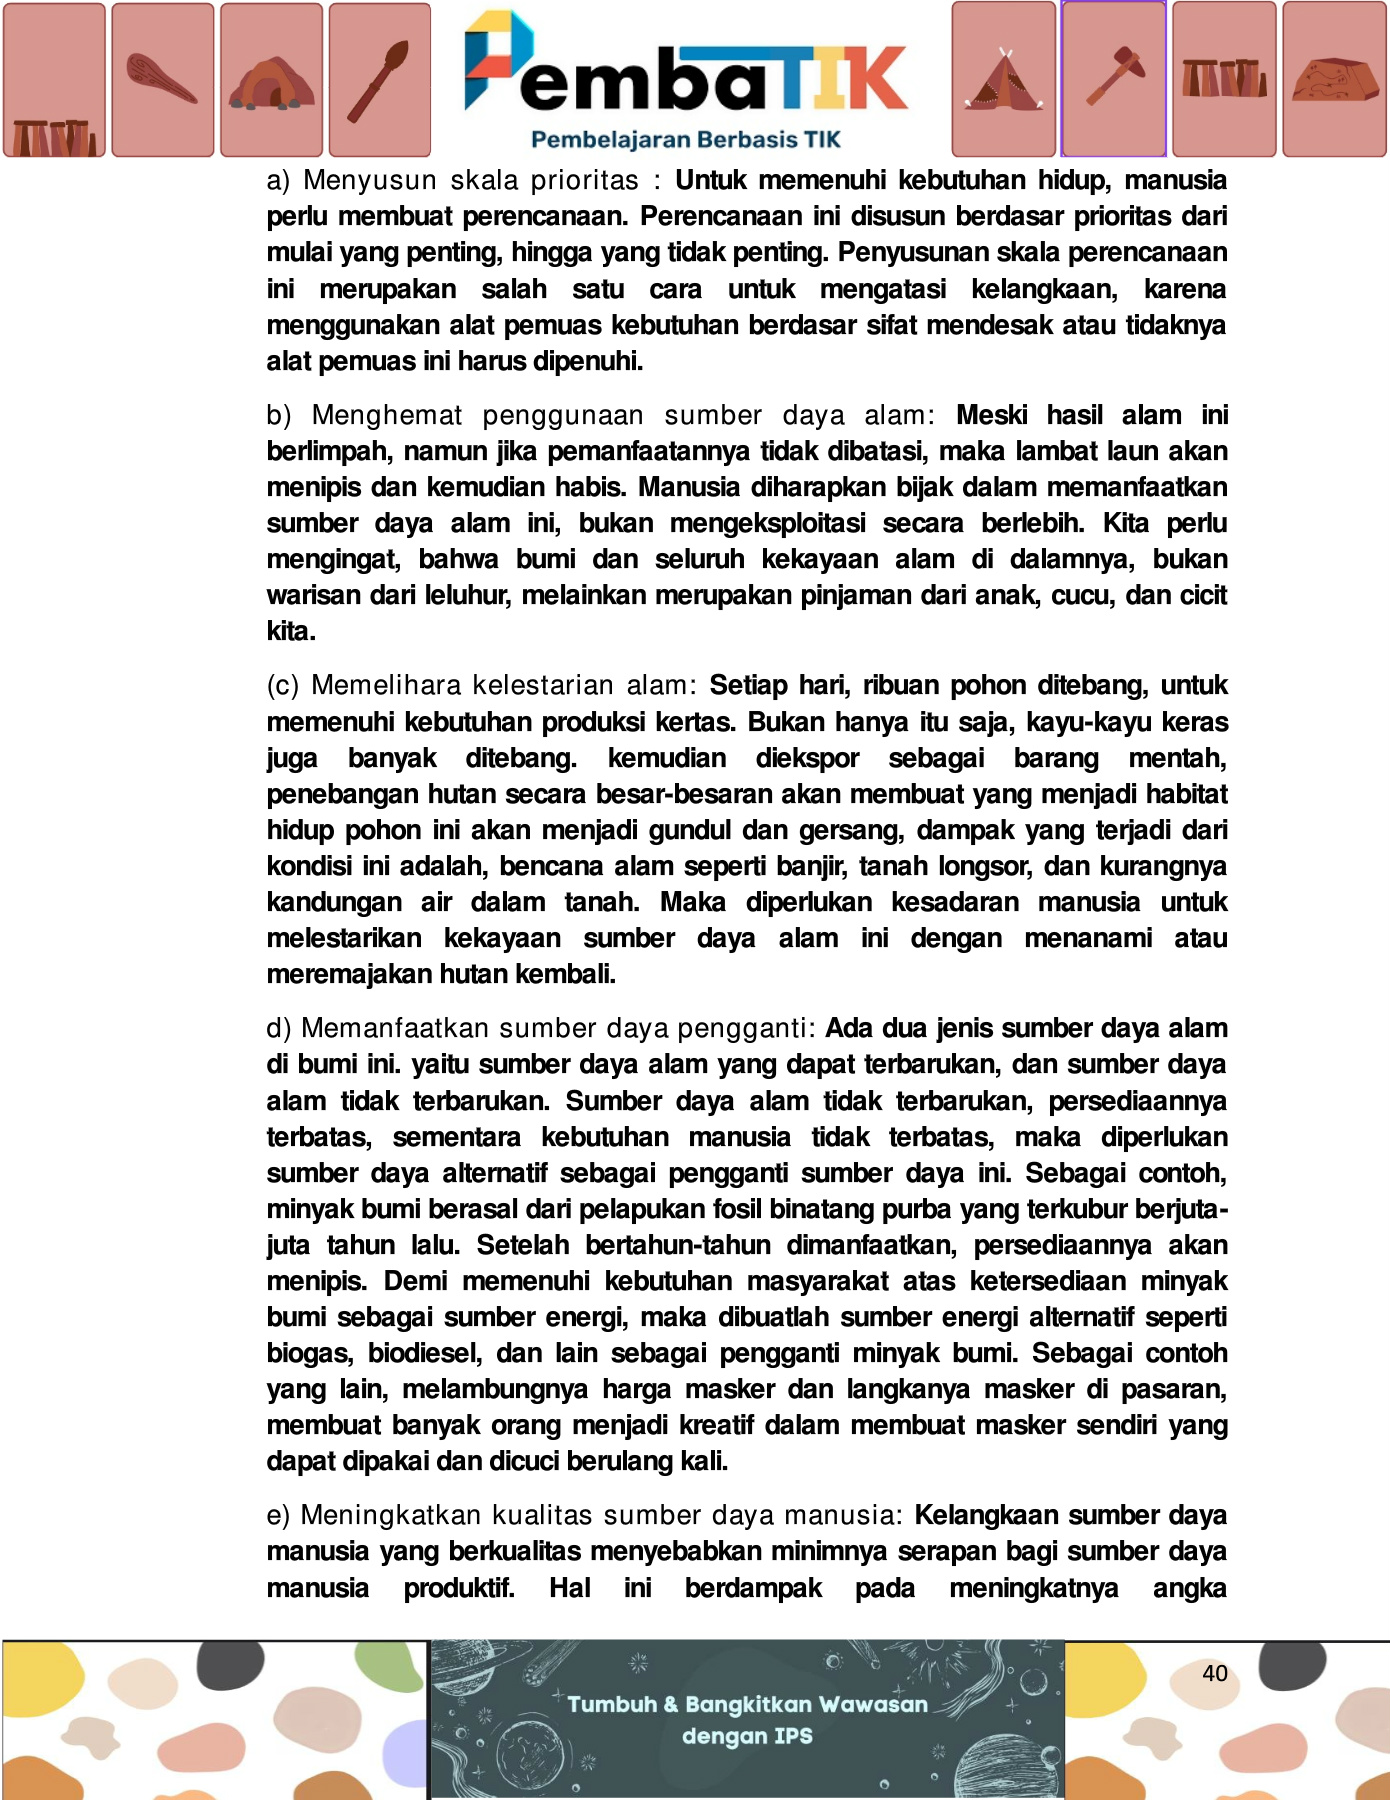 PembaTIK
Pembelajaran Berbasis TIK
a) Menyusun skala prioritas : Untuk memenuhi kebutuhan hidup, manusia
perlu membuat perencanaan. Perencanaan ini disusun berdasar prioritas dari
mulai yang penting, hingga yang tidak penting. Penyusunan skala perencanaan
ini merupakan salah satu cara untuk mengatasi kelangkaan, karena
menggunakan alat pemuas kebutuhan berdasar sifat mendesak atau tidaknya
alat pemuas ini harus dipenuhi.
b) Menghemat penggunaan sumber daya alam: Meski hasil alam ini
berlimpah, namun jika pemanfaatannya tidak dibatasi, maka lambat laun akan
menipis dan kemudian habis. Manusia diharapkan bijak dalam memanfaatkan
sumber daya alam ini, bukan mengeksploitasi secara berlebih. Kita perlu
mengingat, bahwa bumi dan seluruh kekayaan alam di dalamnya, bukan
warisan dari leluhur, melainkan merupakan pinjaman dari anak, cucu, dan cicit
kita.
(c) Memelihara kelestarian alam: Setiap hari, ribuan pohon ditebang, untuk
memenuhi kebutuhan produksi kertas. Bukan hanya itu saja, kayu-kayu keras
juga banyak ditebang. kemudian diekspor sebagai barang mentah,
penebangan hutan secara besar-besaran akan membuat yang menjadi habitat
hidup pohon ini akan menjadi gundul dan gersang, dampak yang terjadi dari
kondisi ini adalah, bencana alam seperti banjir, tanah longsor, dan kurangnya
kandungan air dalam tanah. Maka diperlukan kesadaran manusia untuk
melestarikan kekayaan sumber daya alam ini dengan menanami atau
meremajakan hutan kembali.
d) Memanfaatkan sumber daya pengganti: Ada dua jenis sumber daya alam
di bumi ini. yaitu sumber daya alam yang dapat terbarukan, dan sumber daya
alam tidak terbarukan. Sumber daya alam tidak terbarukan, persediaannya
terbatas, sementara kebutuhan manusia tidak terbatas, maka diperlukan
sumber daya alternatif sebagai pengganti sumber daya ini. Sebagai contoh,
minyak bumi berasal dari pelapukan fosil binatang purba yang terkubur berjuta-
juta tahun lalu. Setelah bertahun-tahun dimanfaatkan, persediaannya akan
menipis. Demi memenuhi kebutuhan masyarakat atas ketersediaan minyak
bumi sebagai sumber energi, maka dibuatlah sumber energi alternatif seperti
biogas, biodiesel, dan lain sebagai pengganti minyak bumi. Sebagai contoh
yang lain, melambungnya harga masker dan langkanya masker di pasaran,
membuat banyak orang menjadi kreatif dalam membuat masker sendiri yang
dapat dipakai dan dicuci berulang kali.
e) Meningkatkan kualitas sumber daya manusia: Kelangkaan sumber daya
manusia yang berkualitas menyebabkan minimnya serapan bagi sumber daya
manusia produktif. Hal ini berdampak pada meningkatnya angka
40
Tumbuh & Bangkitkan Wawasan
dengan IPS